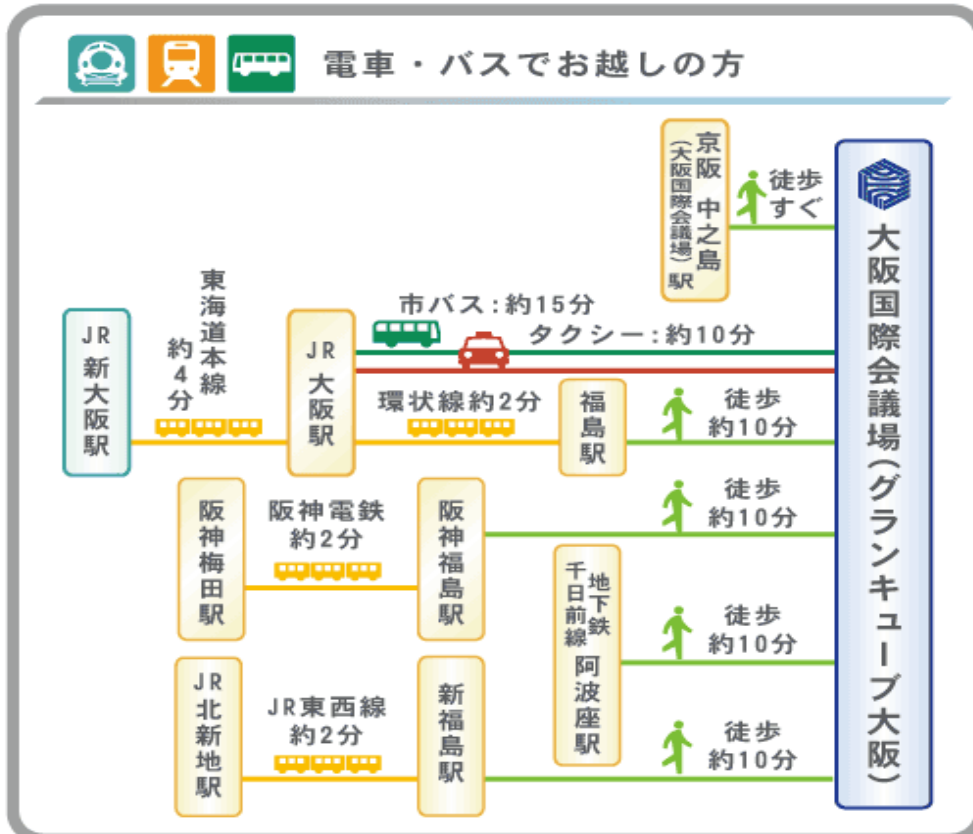 電車・バスでお越しの方
京阪 中之島駅
(大阪国際会議場)
徒歩
すぐ
大阪国際会議場(グランキューブ大阪)
JR新大阪駅
東海道本線
約4分
JR大阪駅
市バス:約15分
タクシー:約10分
環状線約2分
福島駅
徒歩
約10分
阪神梅田駅
阪神電鉄
約2分
阪神福島駅
徒歩
約10分
地下鉄
千日前線
阿波座駅
徒歩
約10分
JR北新地駅
JR東西線
約2分
新福島駅
徒歩
約10分